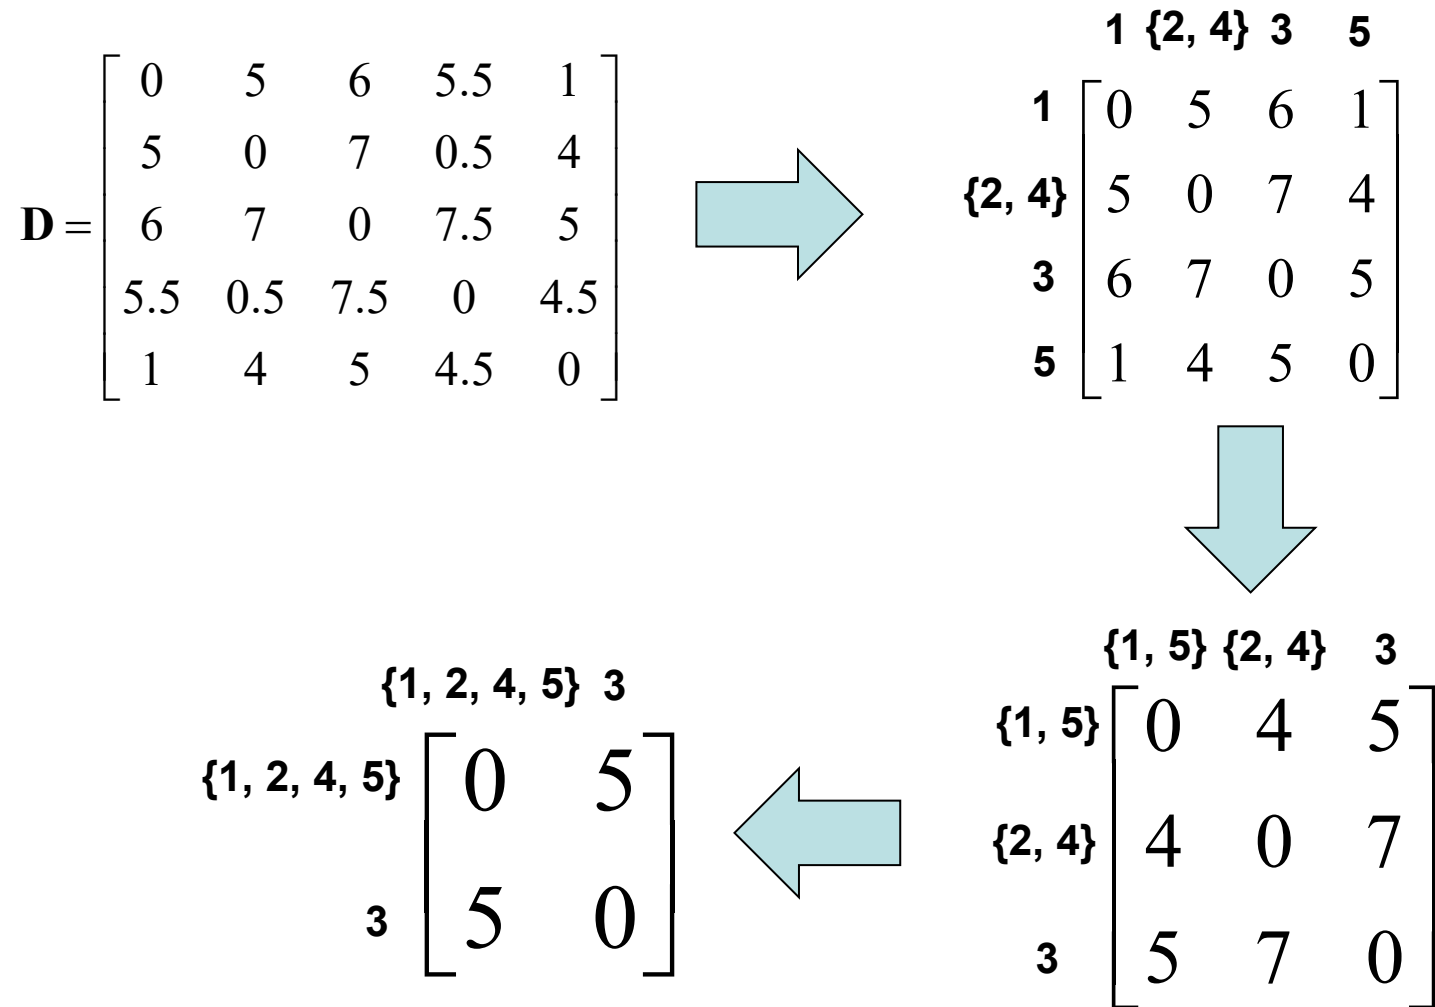 D = [ 0 5 6 5.5 1
5 0 7 0.5 4
6 7 0 7.5 5
5.5 0.5 7.5 0 4.5
1 4 5 4.5 0 ]
1 {2, 4} 3 5
1 [ 0 5 6 1
{2, 4} 5 0 7 4
3 6 7 0 5
5 1 4 5 0 ]
{1, 5} {2, 4} 3
{1, 5} [ 0 4 5
{2, 4} 4 0 7
3 5 7 0 ]
{1, 2, 4, 5} 3
{1, 2, 4, 5} [ 0 5
3 5 0 ]